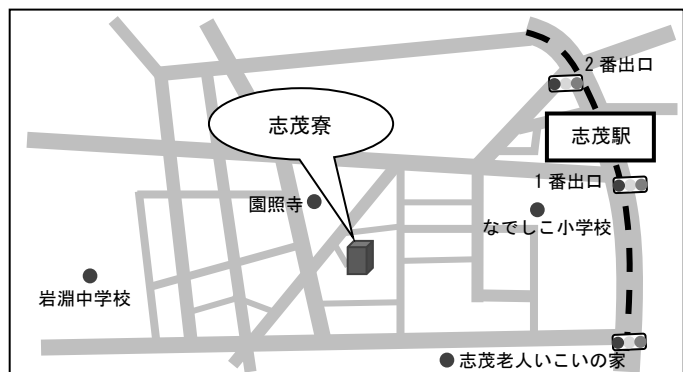 2番出口
志茂寮
志茂駅
1番出口
園照寺
なでしこ小学校
岩淵中学校
志茂老人いこいの家